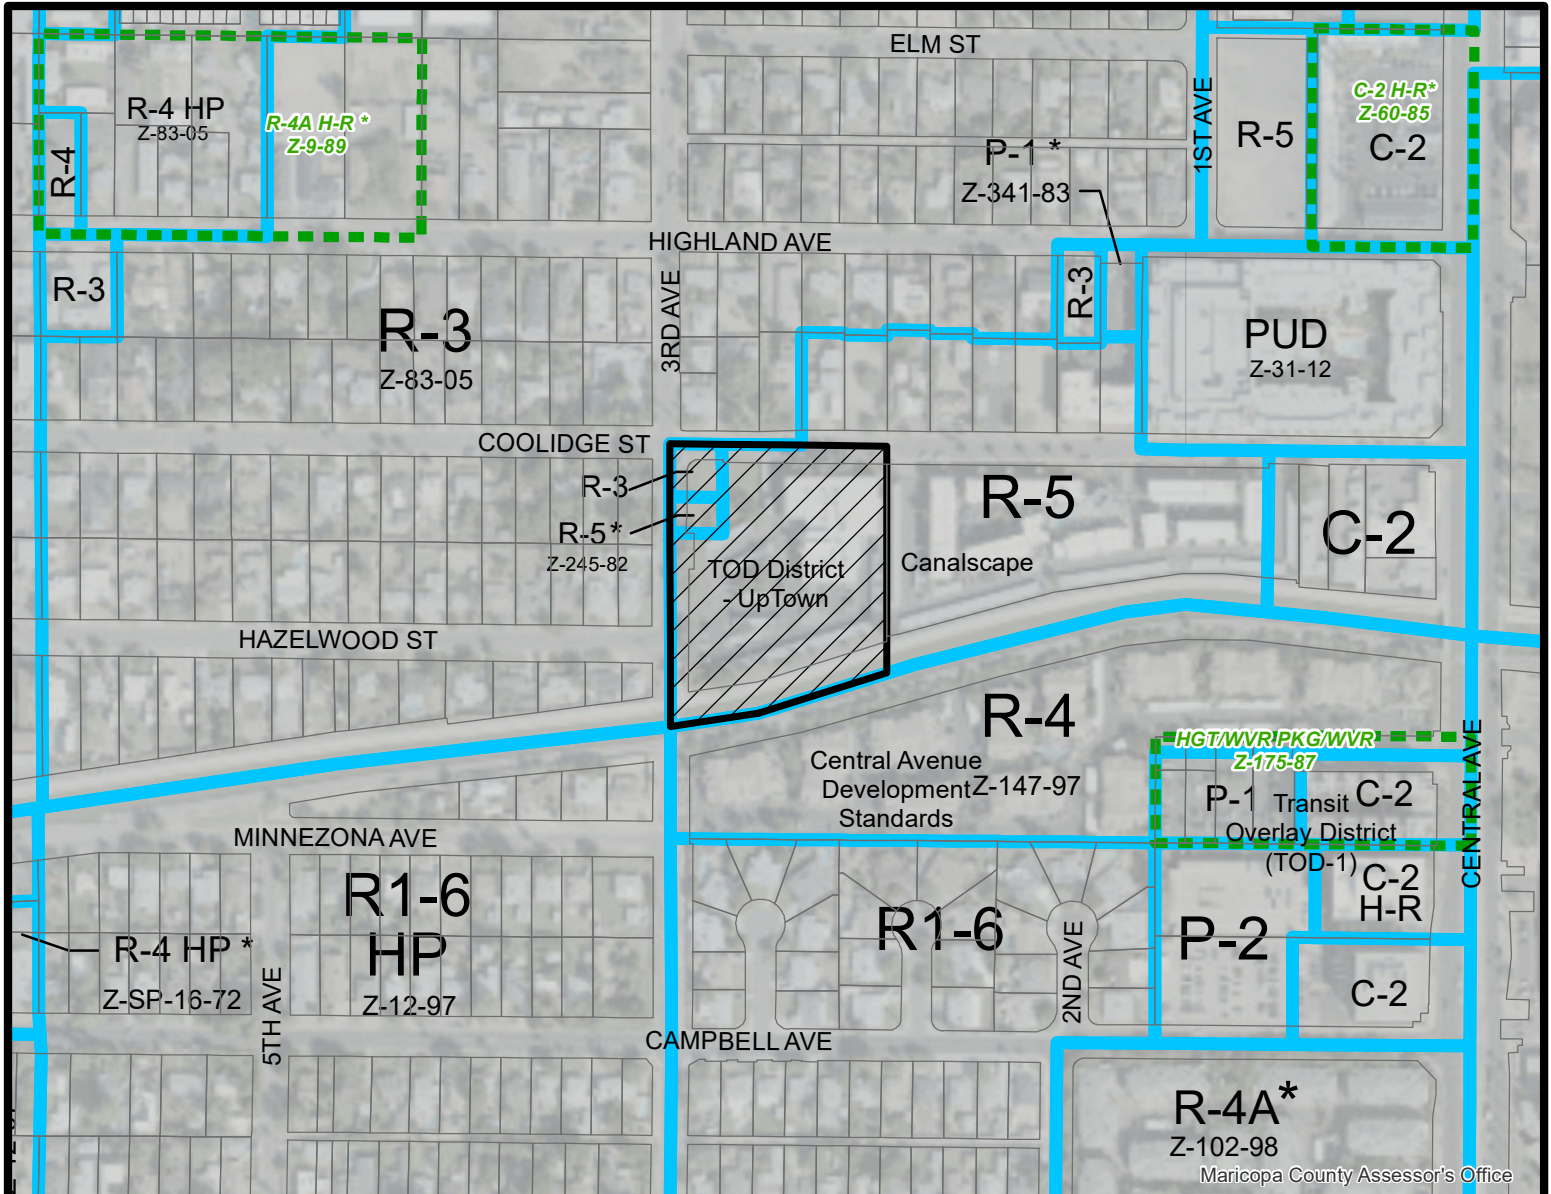 ELM ST
R-4 HP
Z-83-05
R-4A H-R *
Z-9-89
R-4
1ST AVE
R-5
C-2 H-R*
Z-60-85
C-2
P-1 *
Z-341-83
HIGHLAND AVE
R-3
R-3
Z-83-05
3RD AVE
R-3
PUD
Z-31-12
COOLIDGE ST
R-3
R-5*
Z-245-82
R-5
C-2
TOD District
- UpTown
Canalscape
HAZELWOOD ST
R-4
Z-147-97
Central Avenue
Development
Standards
HGT/WVR PKG/WVR
Z-175-87
P-1
C-2
Transit
Overlay District
(TOD-1)
CENTRAL AVE
MINNEZONA AVE
R1-6
HP
Z-12-97
R-4 HP *
Z-SP-16-72
5TH AVE
R1-6
2ND AVE
P-2
C-2
H-R
C-2
CAMPBELL AVE
R-4A*
Z-102-98
Maricopa County Assessor's Office